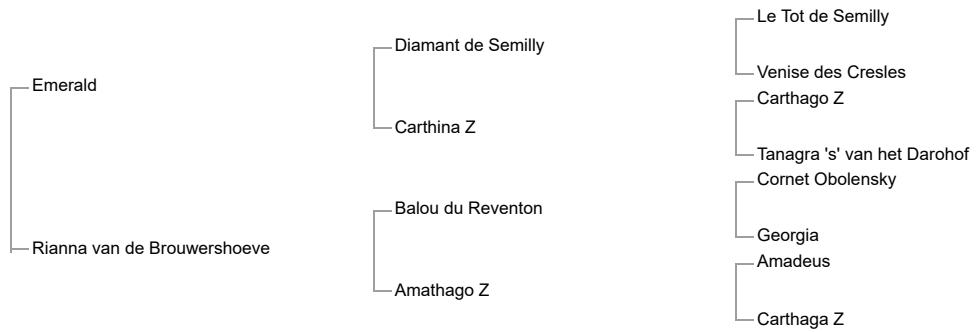 Le Tot de Semilly
Diamant de Semilly
Venise des Cresles
Emerald
Carthago Z
Carthina Z
Tanagra 's' van het Darohof
Cornet Obolensky
Balou du Reventon
Georgia
Rianna van de Brouwershoeve
Amadeus
Amathago Z
Carthaga Z